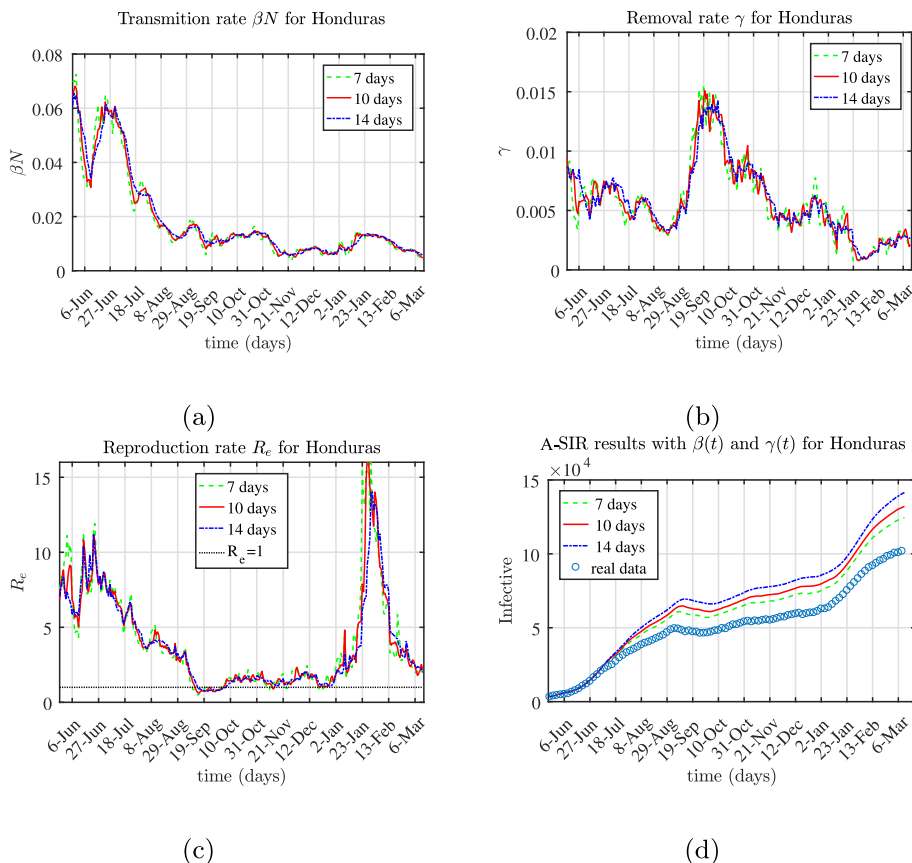 Transmition rate βN for Honduras
0.08
0.06
0.04
0.02
0
βN
7 days
10 days
14 days
6-Jun
27-Jun
18-Jul
8-Aug
29-Aug
19-Sep
10-Oct
31-Oct
21-Nov
12-Dec
2-Jan
23-Jan
13-Feb
6-Mar
time (days)
(a)
Removal rate γ for Honduras
0.015
0.01
0.005
0
γ
7 days
10 days
14 days
6-Jun
27-Jun
18-Jul
8-Aug
29-Aug
19-Sep
10-Oct
31-Oct
21-Nov
12-Dec
2-Jan
23-Jan
13-Feb
6-Mar
time (days)
(b)
Reproduction rate Re for Honduras
15
10
5
0
Re
7 days
10 days
14 days
R_e=1
6-Jun
27-Jun
18-Jul
8-Aug
29-Aug
19-Sep
10-Oct
31-Oct
21-Nov
12-Dec
2-Jan
23-Jan
13-Feb
6-Mar
time (days)
(c)
A-SIR results with β(t) and γ(t) for Honduras
×10⁴
15
10
5
0
Infective
7 days
10 days
14 days
real data
6-Jun
27-Jun
18-Jul
8-Aug
29-Aug
19-Sep
10-Oct
31-Oct
21-Nov
12-Dec
2-Jan
23-Jan
13-Feb
6-Mar
time (days)
(d)